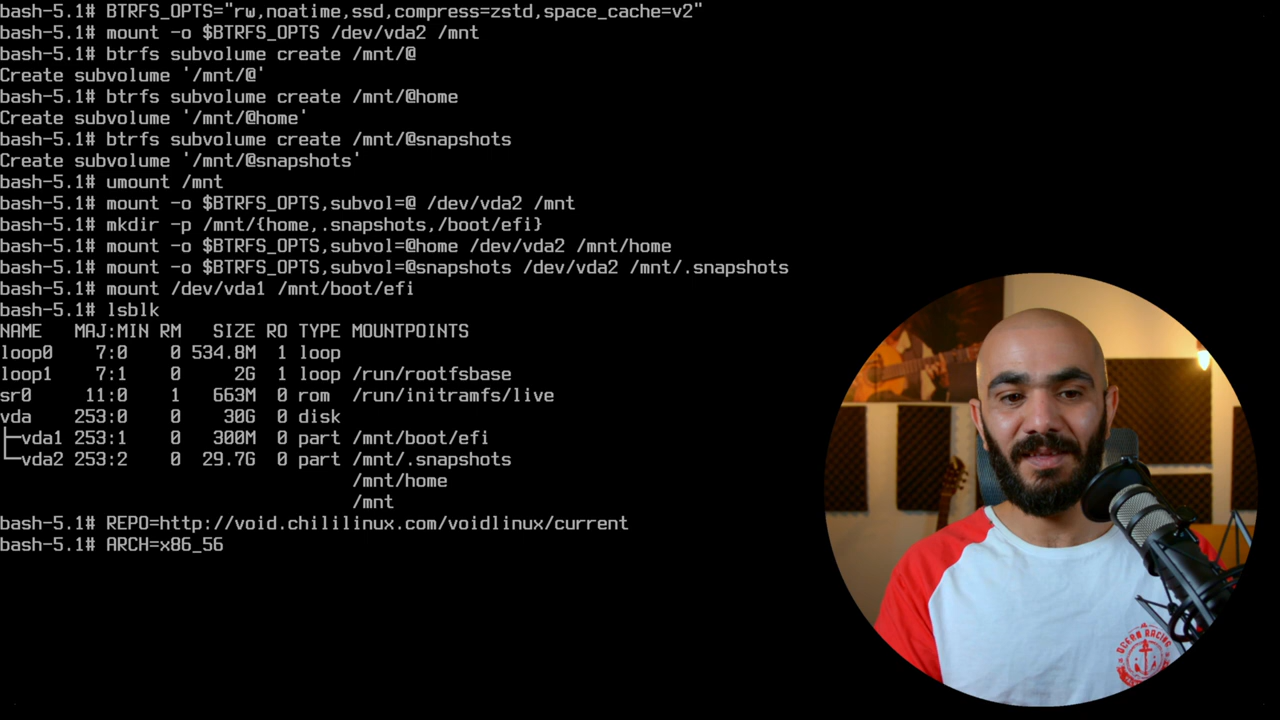 bash-5.1# BTRFS_OPTS="rw,noatime,ssd,compress=zstd,space_cache=v2"
bash-5.1# mount -o $BTRFS_OPTS /dev/vda2 /mnt
bash-5.1# btrfs subvolume create /mnt/@
Create subvolume '/mnt/@'
bash-5.1# btrfs subvolume create /mnt/@home
Create subvolume '/mnt/@home'
bash-5.1# btrfs subvolume create /mnt/@snapshots
Create subvolume '/mnt/@snapshots'
bash-5.1# umount /mnt
bash-5.1# mount -o $BTRFS_OPTS,subvol=@ /dev/vda2 /mnt
bash-5.1# mkdir -p /mnt/{home,.snapshots,/boot/efi}
bash-5.1# mount -o $BTRFS_OPTS,subvol=@home /dev/vda2 /mnt/home
bash-5.1# mount -o $BTRFS_OPTS,subvol=@snapshots /dev/vda2 /mnt/.snapshots
bash-5.1# mount /dev/vda1 /mnt/boot/efi
bash-5.1# lsblk
NAME   MAJ:MIN RM   SIZE RO TYPE MOUNTPOINTS
loop0    7:0    0 534.8M  1 loop
loop1    7:1    0     2G  1 loop /run/rootfsbase
sr0     11:0    1   663M  0 rom  /run/initramfs/live
vda    253:0    0    30G  0 disk
├─vda1 253:1    0   300M  0 part /mnt/boot/efi
└─vda2 253:2    0  29.7G  0 part /mnt/.snapshots
                                 /mnt/home
                                 /mnt
bash-5.1# REPO=http://void.chililinux.com/voidlinux/current
bash-5.1# ARCH=x86_56
OCEAN RACING